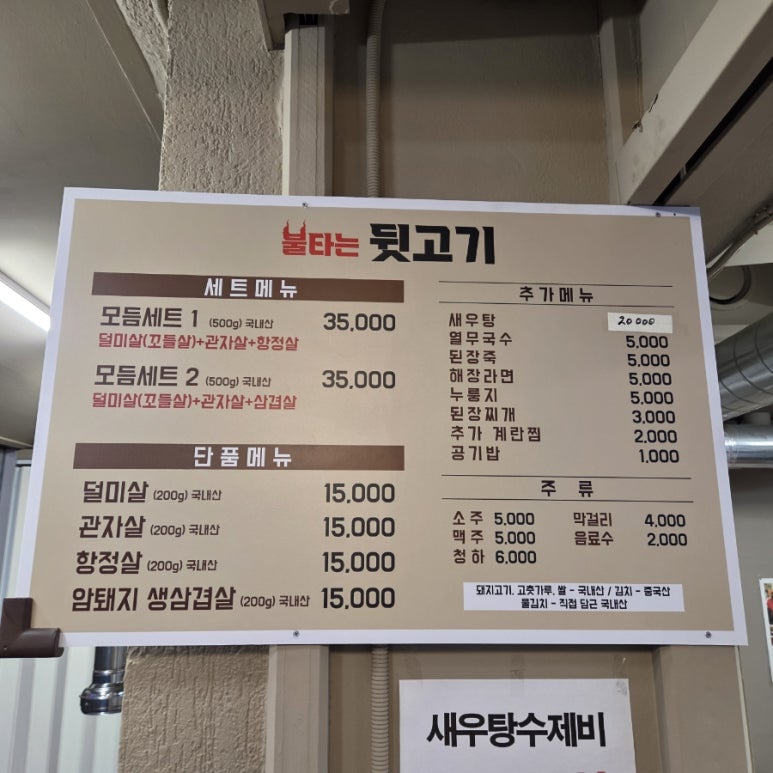 불타는 뒷고기
세트메뉴
모듬세트 1 (500g) 국내산 35,000
덜미살(꼬들살)+관자살+항정살
모듬세트 2 (500g) 국내산 35,000
덜미살(꼬들살)+관자살+삼겹살
단품메뉴
덜미살 (200g) 국내산 15,000
관자살 (200g) 국내산 15,000
항정살 (200g) 국내산 15,000
암퇘지 생삼겹살 (200g) 국내산 15,000
추가메뉴
새우탕 20000
열무국수 5,000
된장죽 5,000
해장라면 5,000
누룽지 5,000
된장찌개 3,000
추가 계란찜 2,000
공기밥 1,000
주 류
소주 5,000 막걸리 4,000
맥주 5,000 음료수 2,000
청하 6,000
돼지고기, 고춧가루, 쌀 - 국내산 / 김치 - 중국산
물김치 - 직접 담근 국내산
새우탕수제비